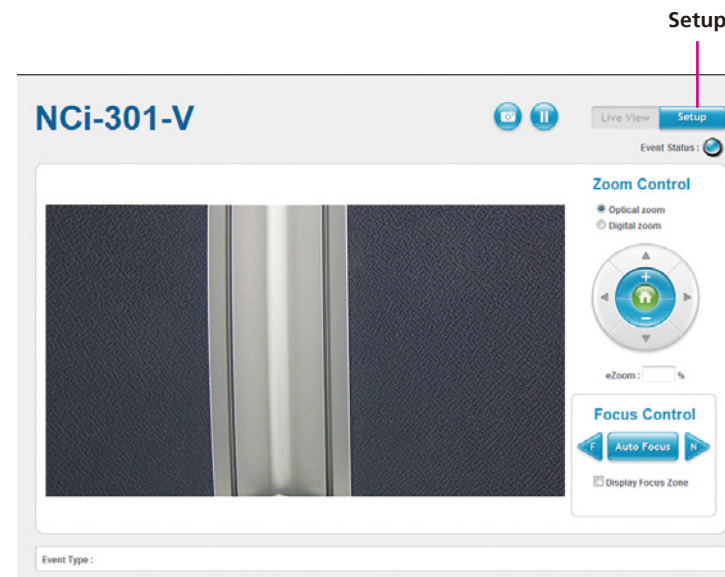 Setup
NCi-301-V
Live View Setup
Event Status :
Zoom Control
Optical zoom
Digital zoom
+
−
eZoom : %
Focus Control
F Auto Focus N
Display Focus Zone
Event Type :